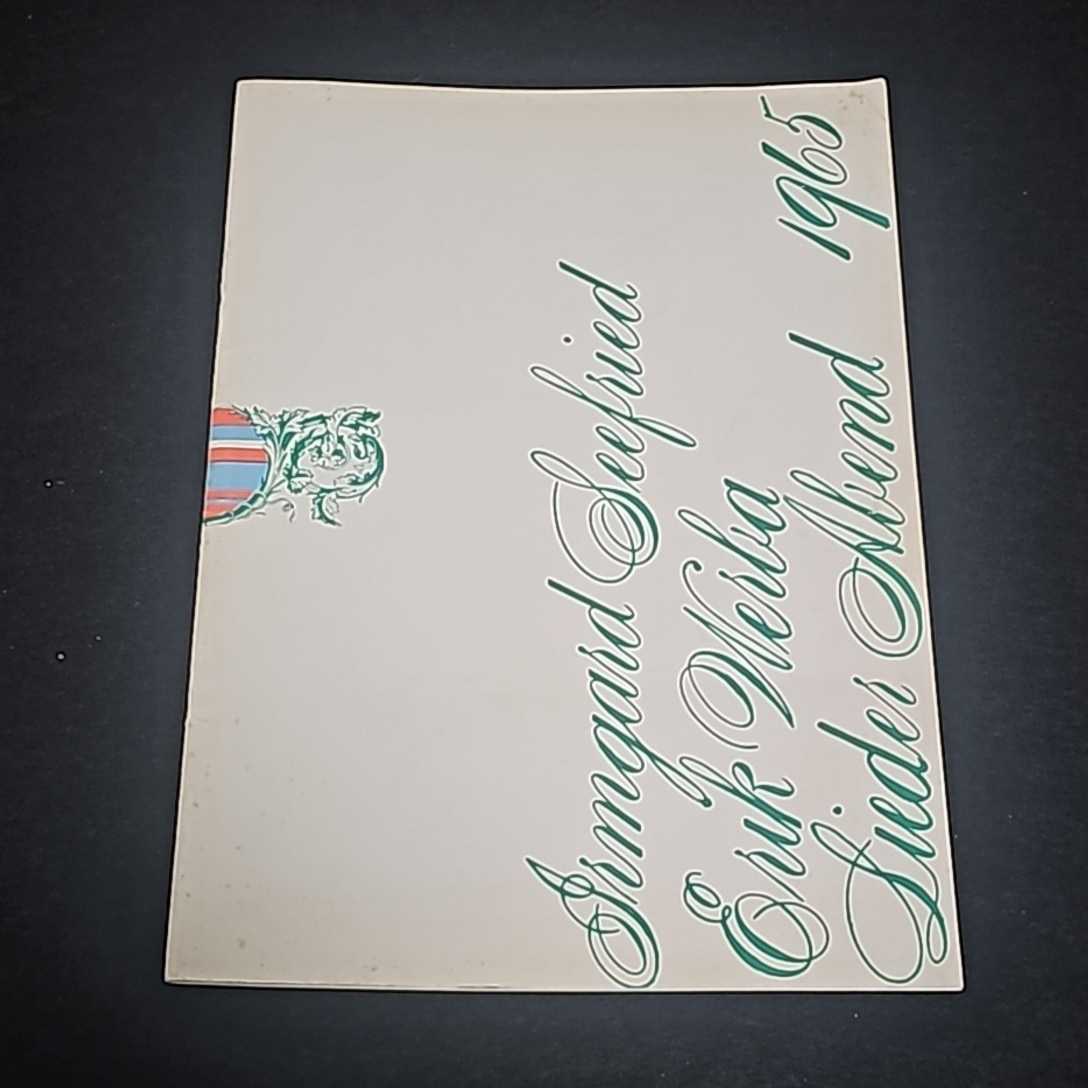 Irmgard Seefried
Erik Werba
Lieder Abend 1965